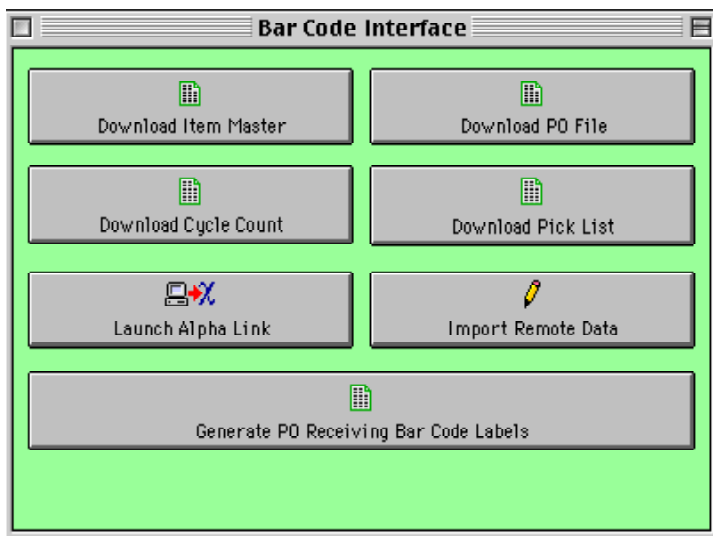 Bar Code Interface
Download Item Master
Download PO File
Download Cycle Count
Download Pick List
Launch Alpha Link
Import Remote Data
Generate PO Receiving Bar Code Labels